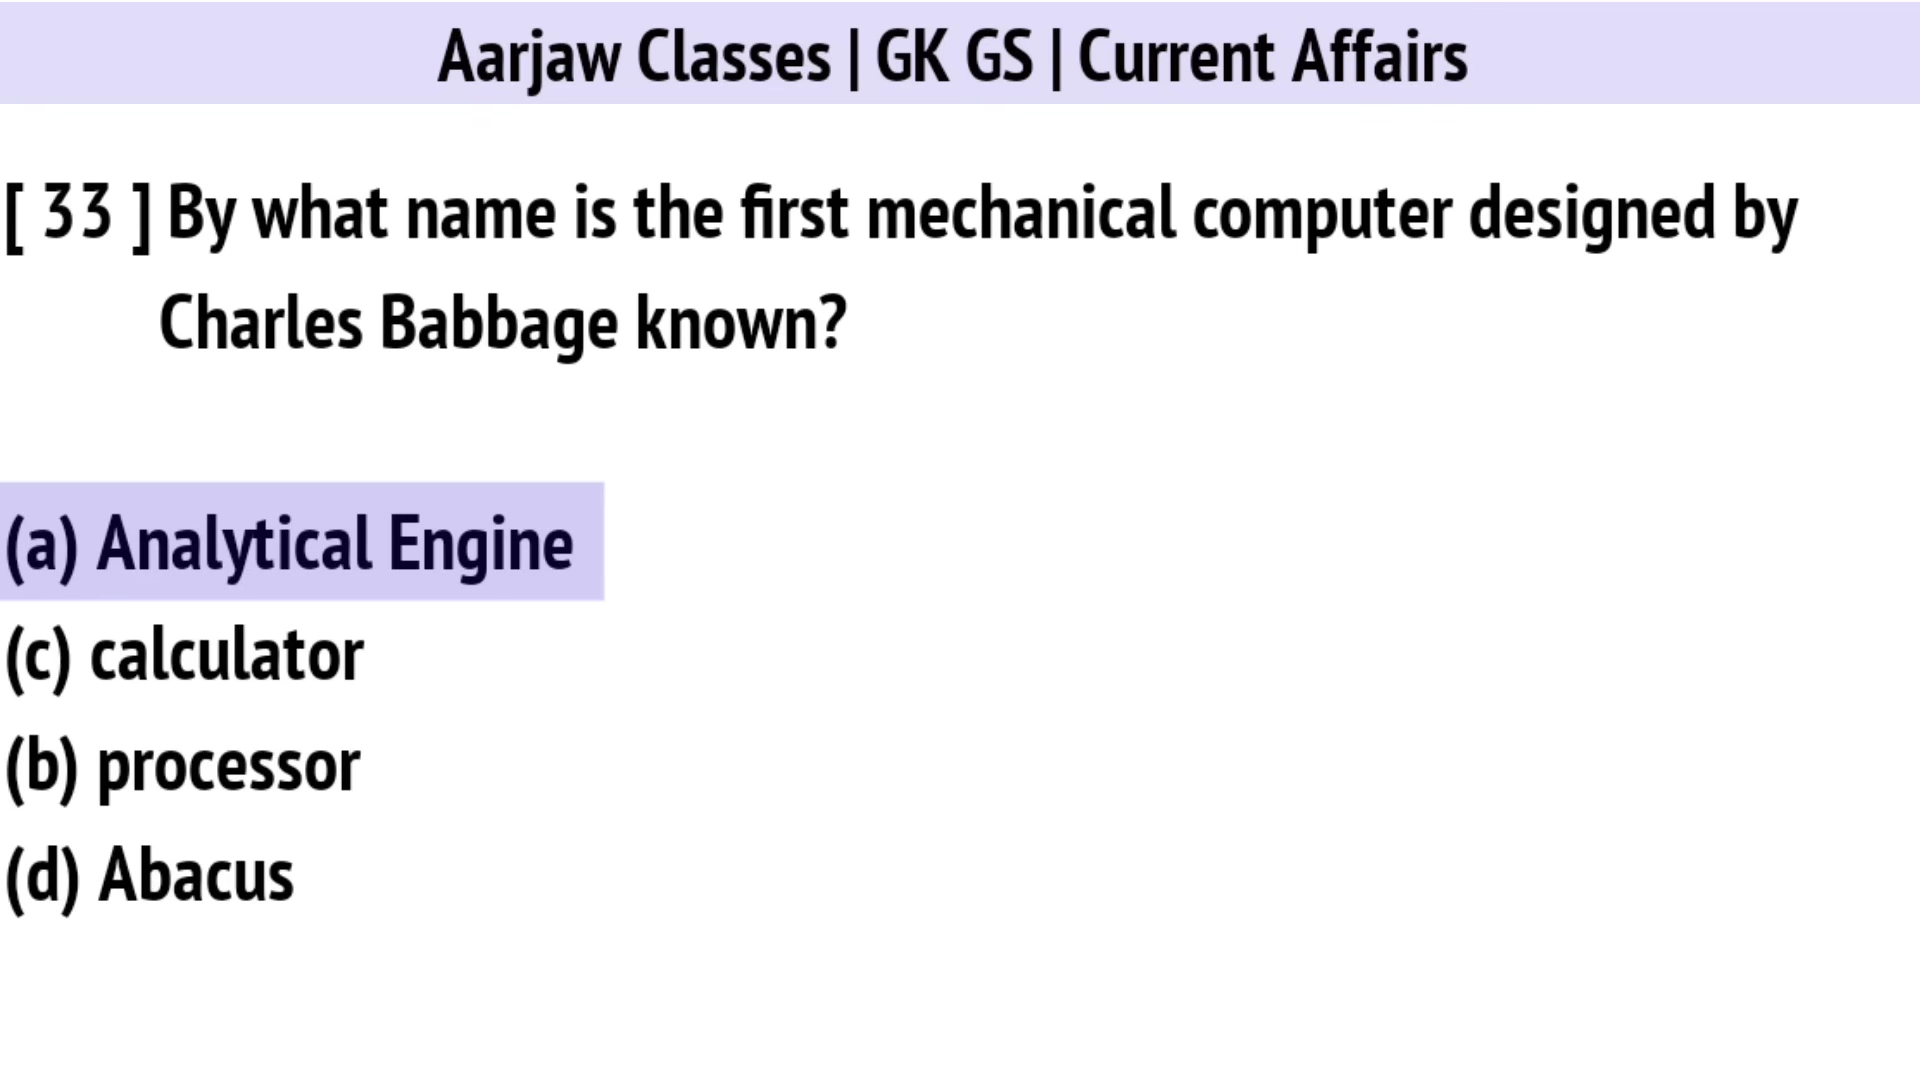 Aarjaw Classes | GK GS | Current Affairs
[ 33 ] By what name is the first mechanical computer designed by
Charles Babbage known?
(a) Analytical Engine
(c) calculator
(b) processor
(d) Abacus